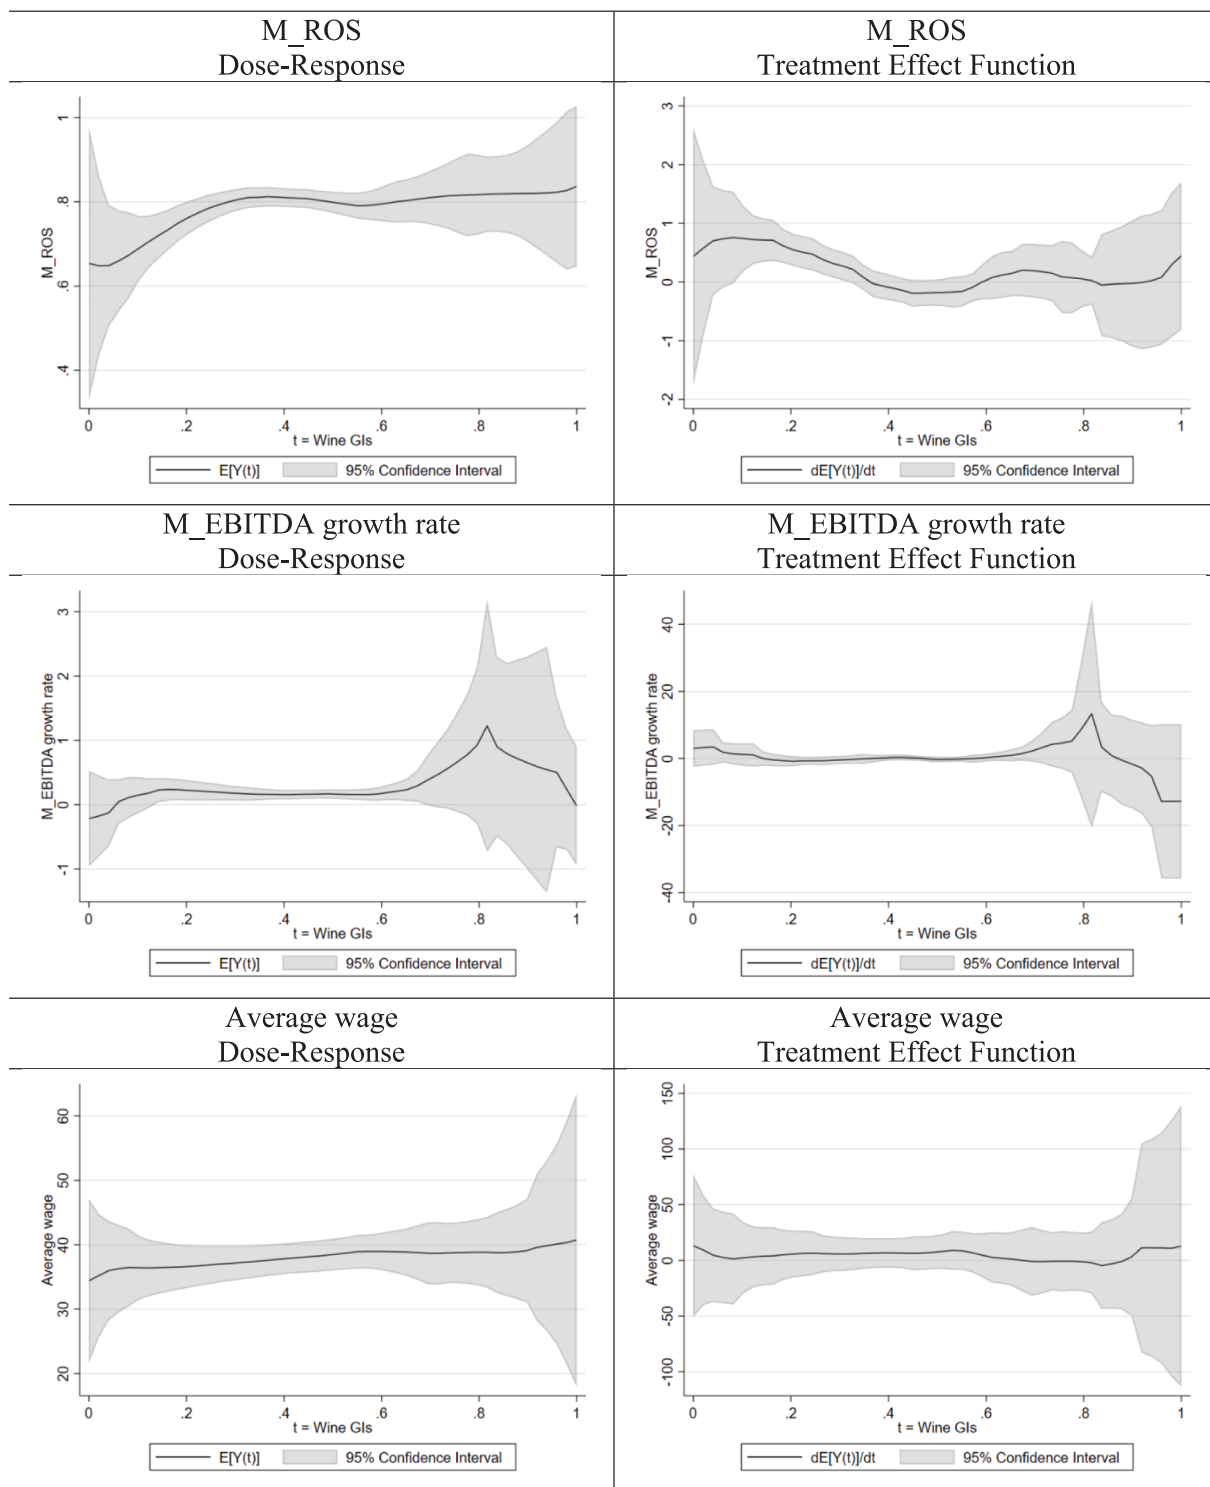 M_ROS
Dose-Response
M_ROS
Treatment Effect Function
M_ROS
1
.8
.6
.4
0 .2 .4 .6 .8 1
t = Wine GIs
E[Y(t)] 95% Confidence Interval
M_ROS
3
2
1
0
-1
-2
0 .2 .4 .6 .8 1
t = Wine GIs
dE[Y(t)]/dt 95% Confidence Interval
M_EBITDA growth rate
Dose-Response
M_EBITDA growth rate
Treatment Effect Function
M_EBITDA growth rate
3
2
1
0
-1
0 .2 .4 .6 .8 1
t = Wine GIs
E[Y(t)] 95% Confidence Interval
M_EBITDA growth rate
40
20
0
-20
-40
0 .2 .4 .6 .8 1
t = Wine GIs
dE[Y(t)]/dt 95% Confidence Interval
Average wage
Dose-Response
Average wage
Treatment Effect Function
Average wage
60
50
40
30
20
0 .2 .4 .6 .8 1
t = Wine GIs
E[Y(t)] 95% Confidence Interval
Average wage
150
100
50
0
-50
-100
0 .2 .4 .6 .8 1
t = Wine GIs
dE[Y(t)]/dt 95% Confidence Interval